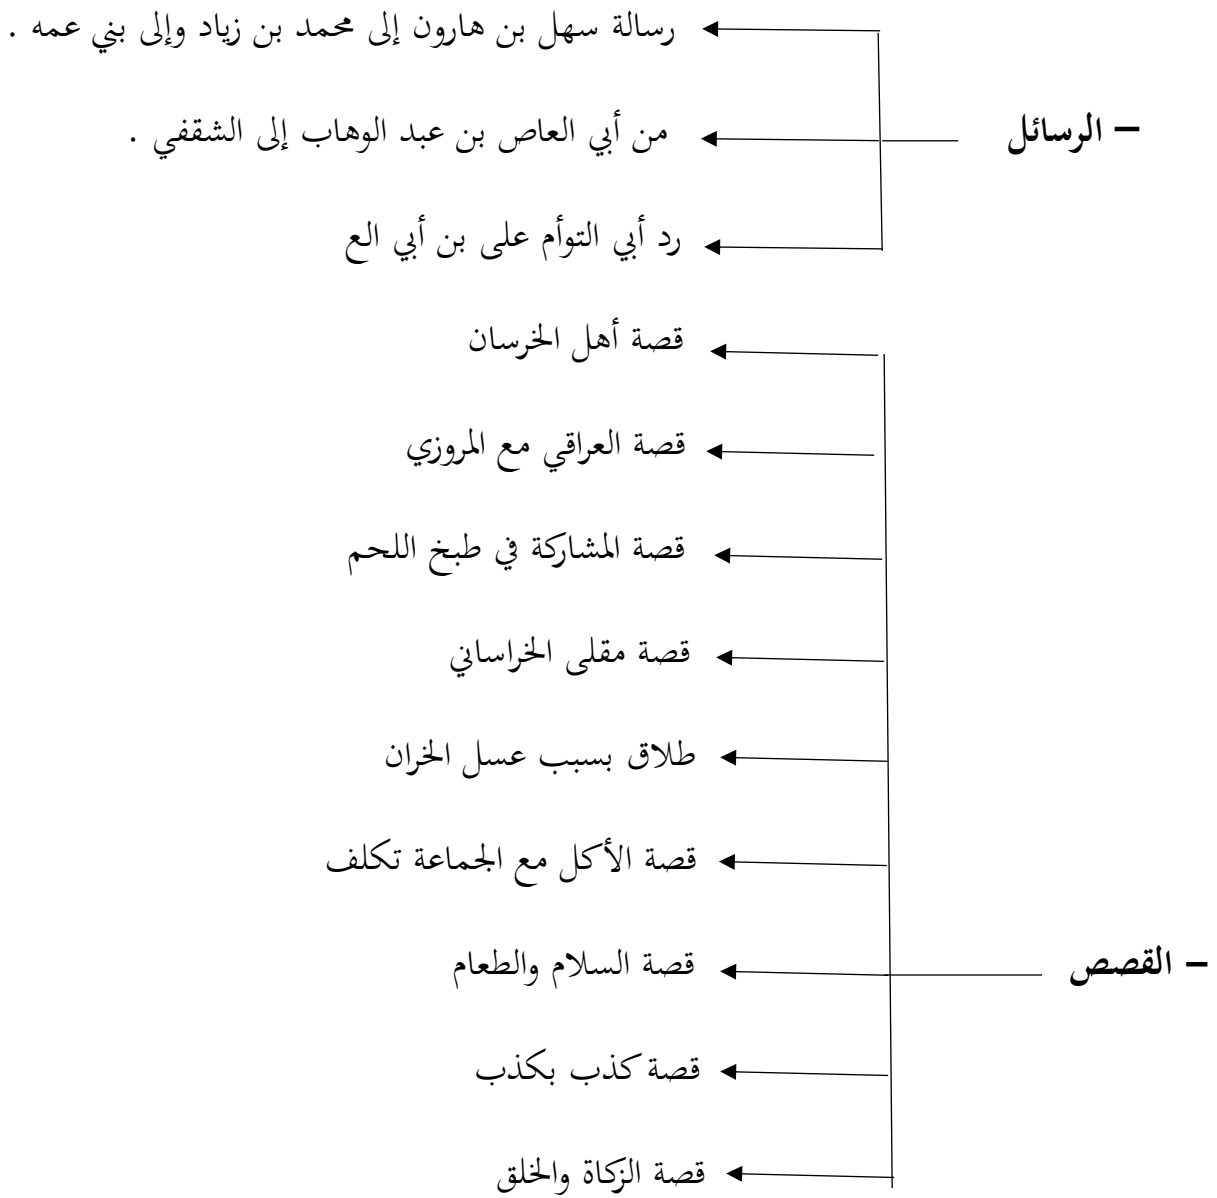 رسالة سهل بن هارون إلى محمد بن زياد وإلى بني عمه .
– الرسائل
من أبي العاص بن عبد الوهاب إلى الشقفي .
رد أبي التوأم على بن أبي الع
قصة أهل الخرسان
قصة العراقي مع المروزي
قصة المشاركة في طبخ اللحم
قصة مقلى الخراساني
طلاق بسبب عسل الخران
قصة الأكل مع الجماعة تكلف
– القصص
قصة السلام والطعام
قصة كذب بكذب
قصة الزكاة والخلق